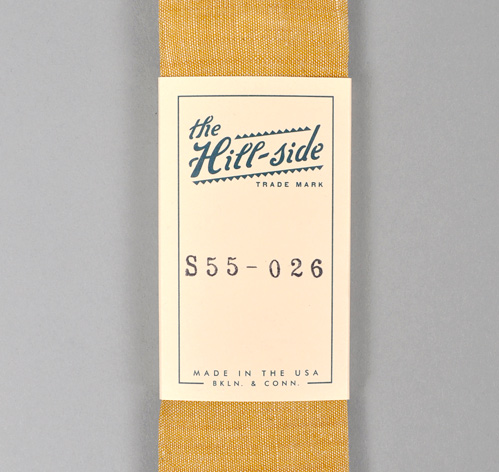 the
Hill-side
TRADE MARK
S55-026
MADE IN THE USA
BKLN. & CONN.